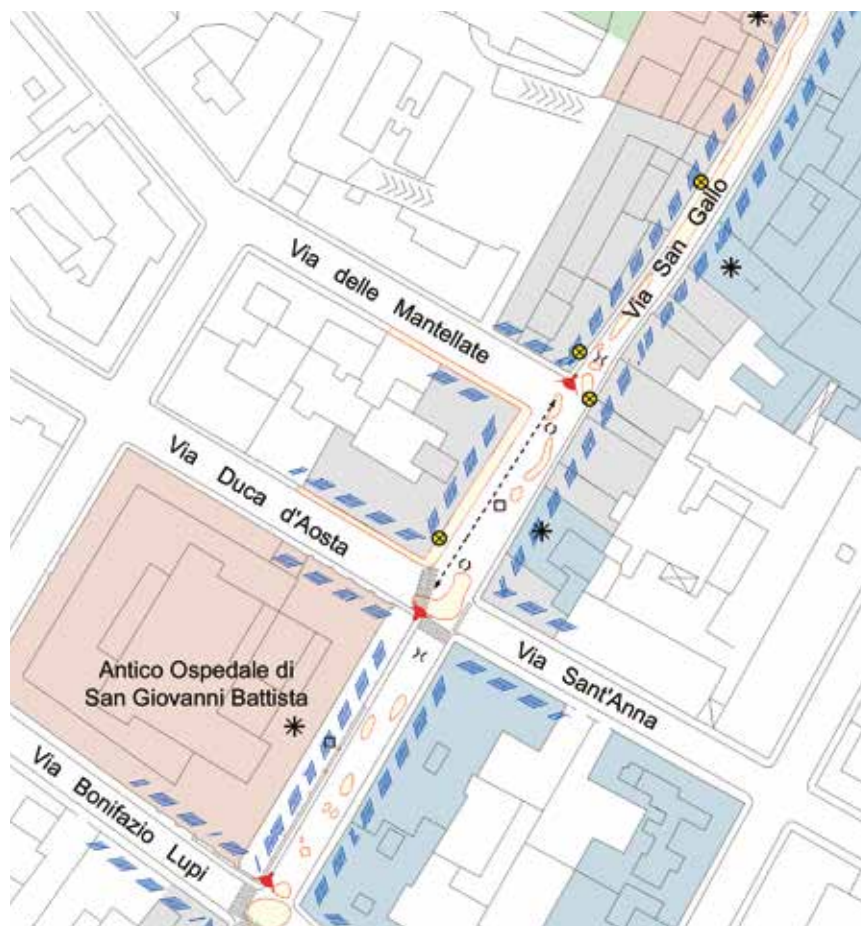 Via San Gallo
Via delle Mantellate
Via Duca d'Aosta
Antico Ospedale di
San Giovanni Battista
Via Sant'Anna
Via Bonifazio Lupi